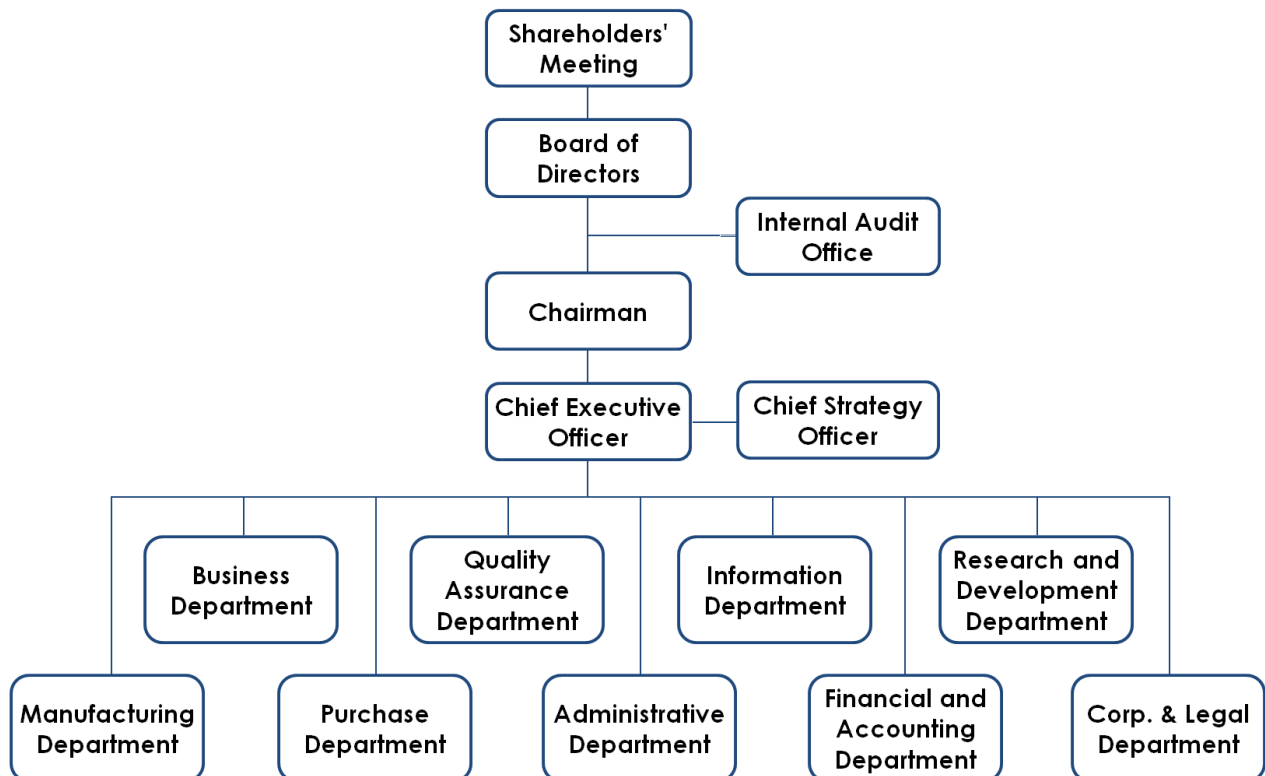 Shareholders'
Meeting
Board of
Directors
Internal Audit
Office
Chairman
Chief Executive
Officer
Chief Strategy
Officer
Business
Department
Quality
Assurance
Department
Information
Department
Research and
Development
Department
Manufacturing
Department
Purchase
Department
Administrative
Department
Financial and
Accounting
Department
Corp. & Legal
Department